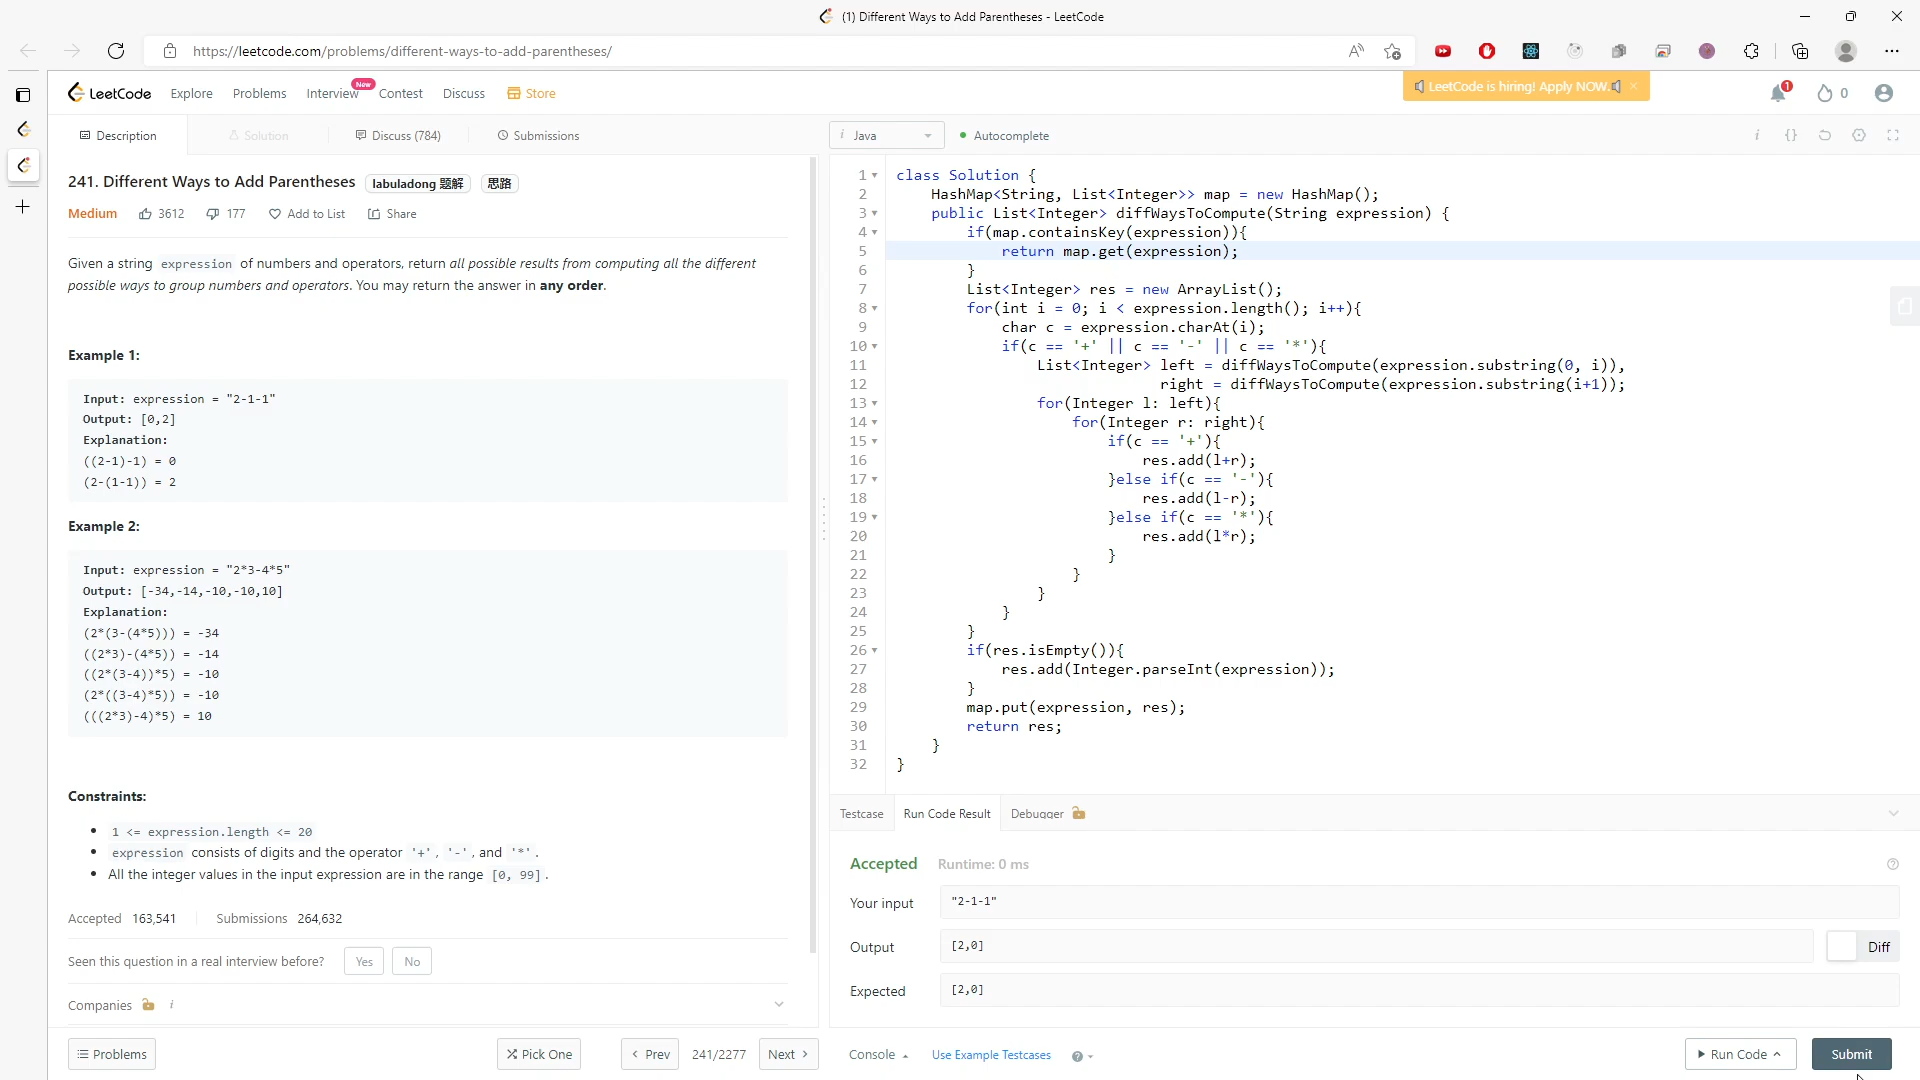 (1) Different Ways to Add Parentheses - LeetCode
https://leetcode.com/problems/different-ways-to-add-parentheses/
LeetCode Explore Problems Interview New Contest Discuss Store
LeetCode is hiring! Apply NOW. ×
1 0
Description Solution Discuss (784) Submissions
241. Different Ways to Add Parentheses labuladong 题解 思路
Medium 3612 177 Add to List Share
Given a string expression of numbers and operators, return all possible results from computing all the different
possible ways to group numbers and operators. You may return the answer in any order.
Example 1:
Input: expression = "2-1-1"
Output: [0,2]
Explanation:
((2-1)-1) = 0
(2-(1-1)) = 2
Example 2:
Input: expression = "2*3-4*5"
Output: [-34,-14,-10,-10,10]
Explanation:
(2*(3-(4*5))) = -34
((2*3)-(4*5)) = -14
((2*(3-4))*5) = -10
(2*((3-4)*5)) = -10
(((2*3)-4)*5) = 10
Constraints:
• 1 <= expression.length <= 20
• expression consists of digits and the operator '+', '-', and '*'.
• All the integer values in the input expression are in the range [0, 99].
Accepted 163,541 Submissions 264,632
Seen this question in a real interview before? Yes No
Companies i
Problems Pick One Prev 241/2277 Next
i Java Autocomplete i {}
1 class Solution {
2 HashMap<String, List<Integer>> map = new HashMap();
3 public List<Integer> diffWaysToCompute(String expression) {
4 if(map.containsKey(expression)){
5 return map.get(expression);
6 }
7 List<Integer> res = new ArrayList();
8 for(int i = 0; i < expression.length(); i++){
9 char c = expression.charAt(i);
10 if(c == '+' || c == '-' || c == '*'){
11 List<Integer> left = diffWaysToCompute(expression.substring(0, i)),
12 right = diffWaysToCompute(expression.substring(i+1));
13 for(Integer l: left){
14 for(Integer r: right){
15 if(c == '+'){
16 res.add(l+r);
17 }else if(c == '-'){
18 res.add(l-r);
19 }else if(c == '*'){
20 res.add(l*r);
21 }
22 }
23 }
24 }
25 }
26 if(res.isEmpty()){
27 res.add(Integer.parseInt(expression));
28 }
29 map.put(expression, res);
30 return res;
31 }
32 }
Testcase Run Code Result Debugger
Accepted Runtime: 0 ms
Your input "2-1-1"
Output [2,0] Diff
Expected [2,0]
Console Use Example Testcases ? Run Code Submit